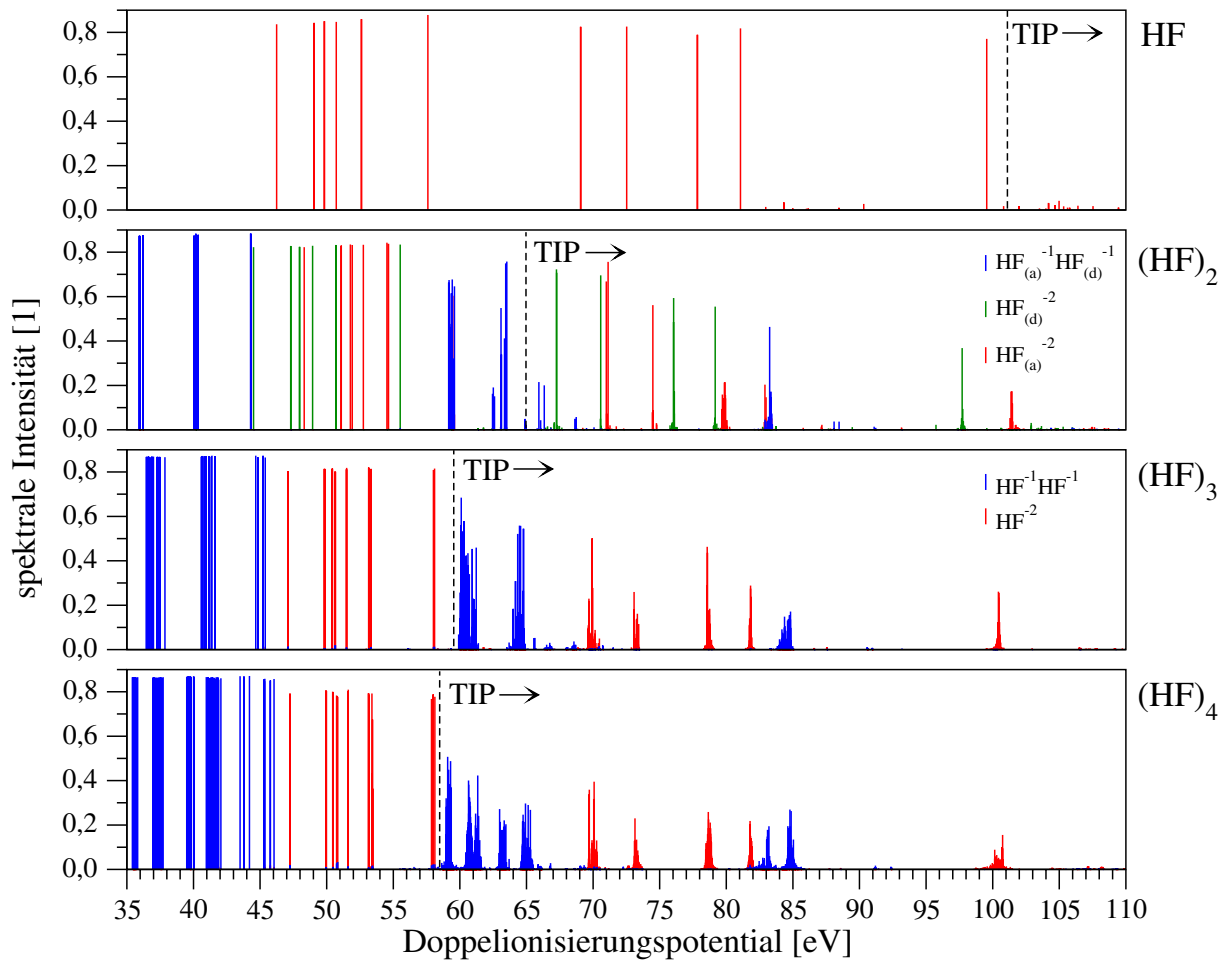 0,8
0,6
0,4
0,2
0,0
TIP
HF
0,8
0,6
0,4
0,2
0,0
TIP
HF(a)-1HF(d)-1
HF(d)-2
HF(a)-2
(HF)2
0,8
0,6
0,4
0,2
0,0
TIP
HF-1HF-1
HF-2
(HF)3
0,8
0,6
0,4
0,2
0,0
TIP
(HF)4
spektrale Intensität [1]
35 40 45 50 55 60 65 70 75 80 85 90 95 100 105 110
Doppelionisierungspotential [eV]